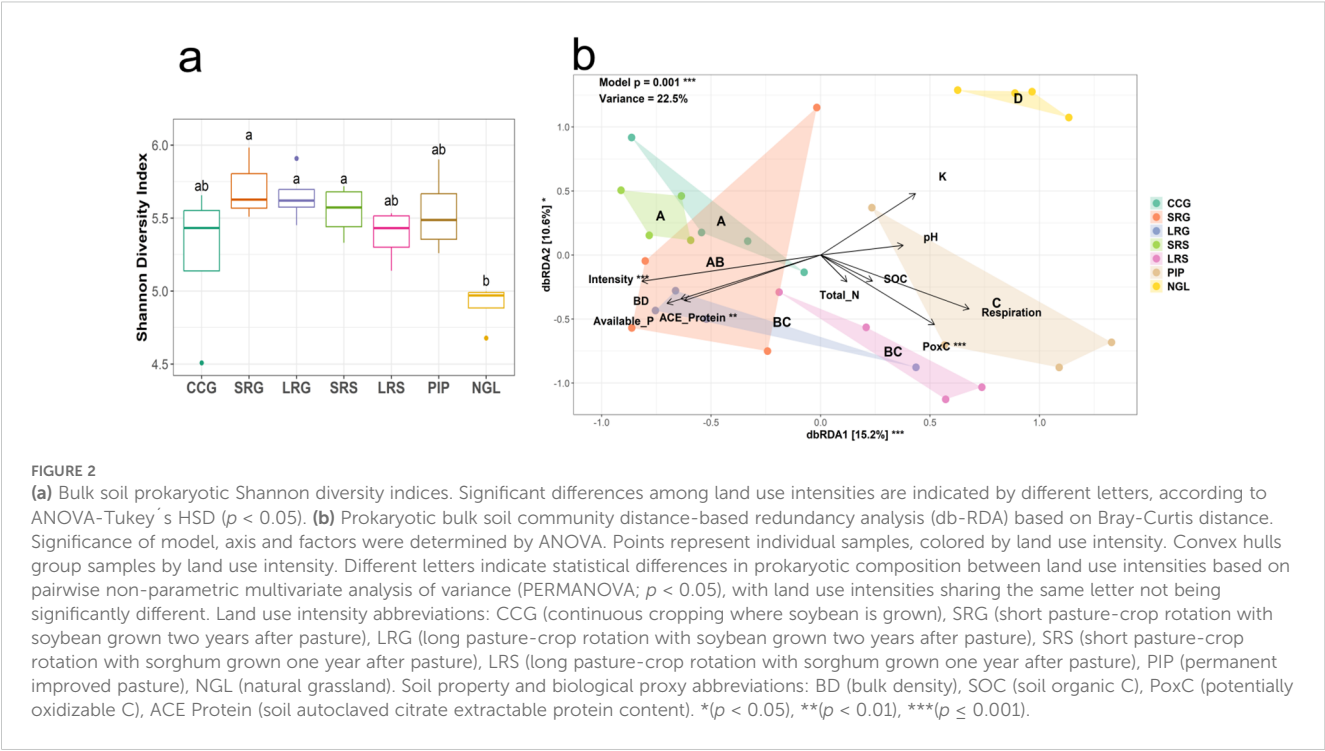 a
Shannon Diversity Index
6.0
5.5
5.0
4.5
ab
a
a
a
ab
ab
b
CCG SRG LRG SRS LRS PIP NGL
b
Model p = 0.001 ***
Variance = 22.5%
dbRDA2 [10.6%] *
1.0
0.5
0.0
-0.5
-1.0
D
K
A
A
pH
AB
Intensity ***
SOC
BD
Total_N
C
Respiration
Available_P
ACE_Protein **
BC
PoxC ***
BC
-1.0 -0.5 0.0 0.5 1.0
dbRDA1 [15.2%] ***
CCG
SRG
LRG
SRS
LRS
PIP
NGL
FIGURE 2
(a) Bulk soil prokaryotic Shannon diversity indices. Significant differences among land use intensities are indicated by different letters, according to
ANOVA-Tukey´s HSD (p < 0.05). (b) Prokaryotic bulk soil community distance-based redundancy analysis (db-RDA) based on Bray-Curtis distance.
Significance of model, axis and factors were determined by ANOVA. Points represent individual samples, colored by land use intensity. Convex hulls
group samples by land use intensity. Different letters indicate statistical differences in prokaryotic composition between land use intensities based on
pairwise non-parametric multivariate analysis of variance (PERMANOVA; p < 0.05), with land use intensities sharing the same letter not being
significantly different. Land use intensity abbreviations: CCG (continuous cropping where soybean is grown), SRG (short pasture-crop rotation with
soybean grown two years after pasture), LRG (long pasture-crop rotation with soybean grown two years after pasture), SRS (short pasture-crop
rotation with sorghum grown one year after pasture), LRS (long pasture-crop rotation with sorghum grown one year after pasture), PIP (permanent
improved pasture), NGL (natural grassland). Soil property and biological proxy abbreviations: BD (bulk density), SOC (soil organic C), PoxC (potentially
oxidizable C), ACE Protein (soil autoclaved citrate extractable protein content). *(p < 0.05), **(p < 0.01), ***(p ≤ 0.001).